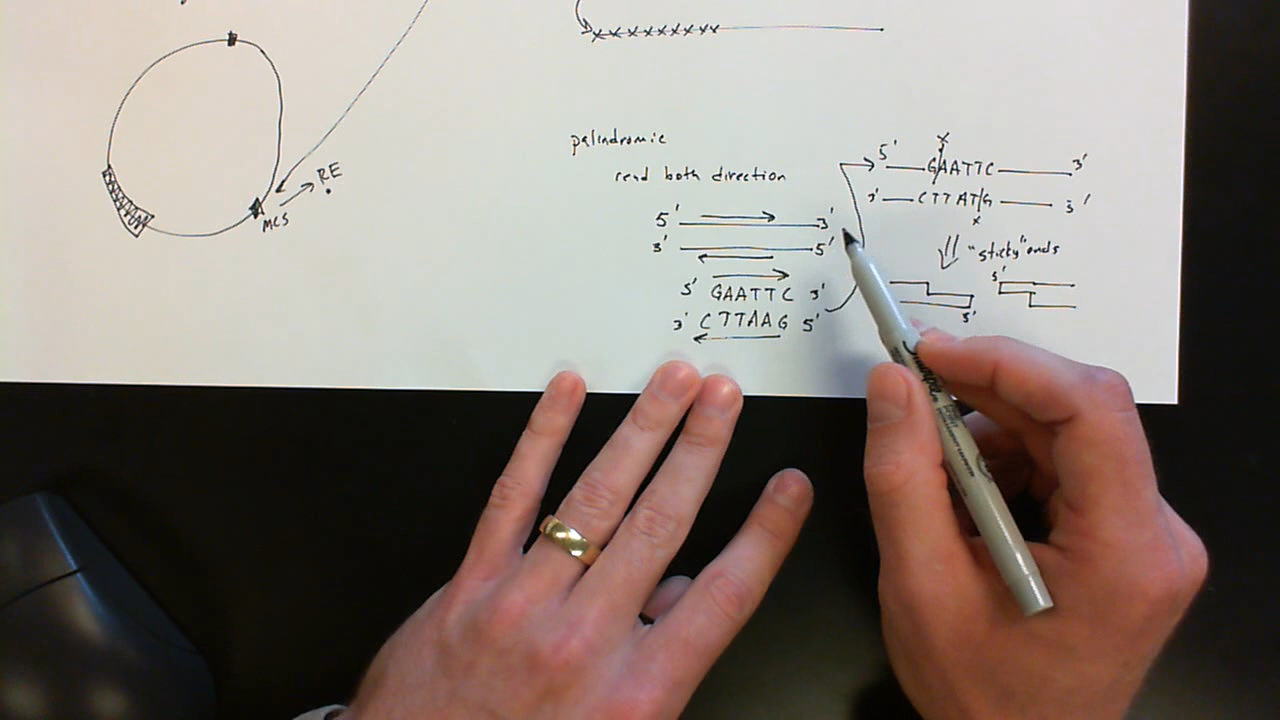 palindromic
read both direction
5' 3'
3' 5'
5' GAATTC 3'
3' CTTAAG 5'
RE
MCS
x
5' GAATTC 3'
3' CTTATG 3'
x
"sticky" ends
5'
5'